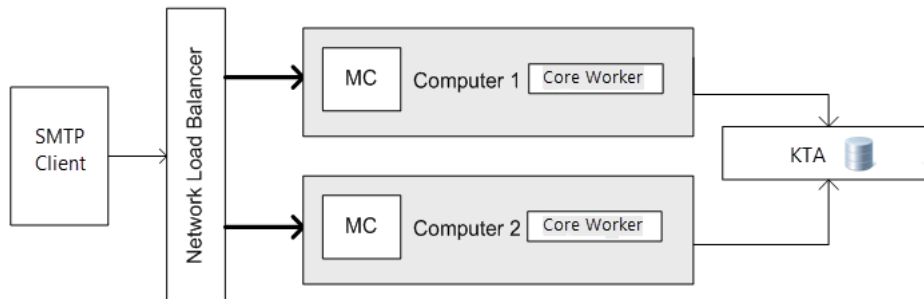 SMTP
Client
Network Load Balancer
MC
Computer 1
Core Worker
MC
Computer 2
Core Worker
KTA